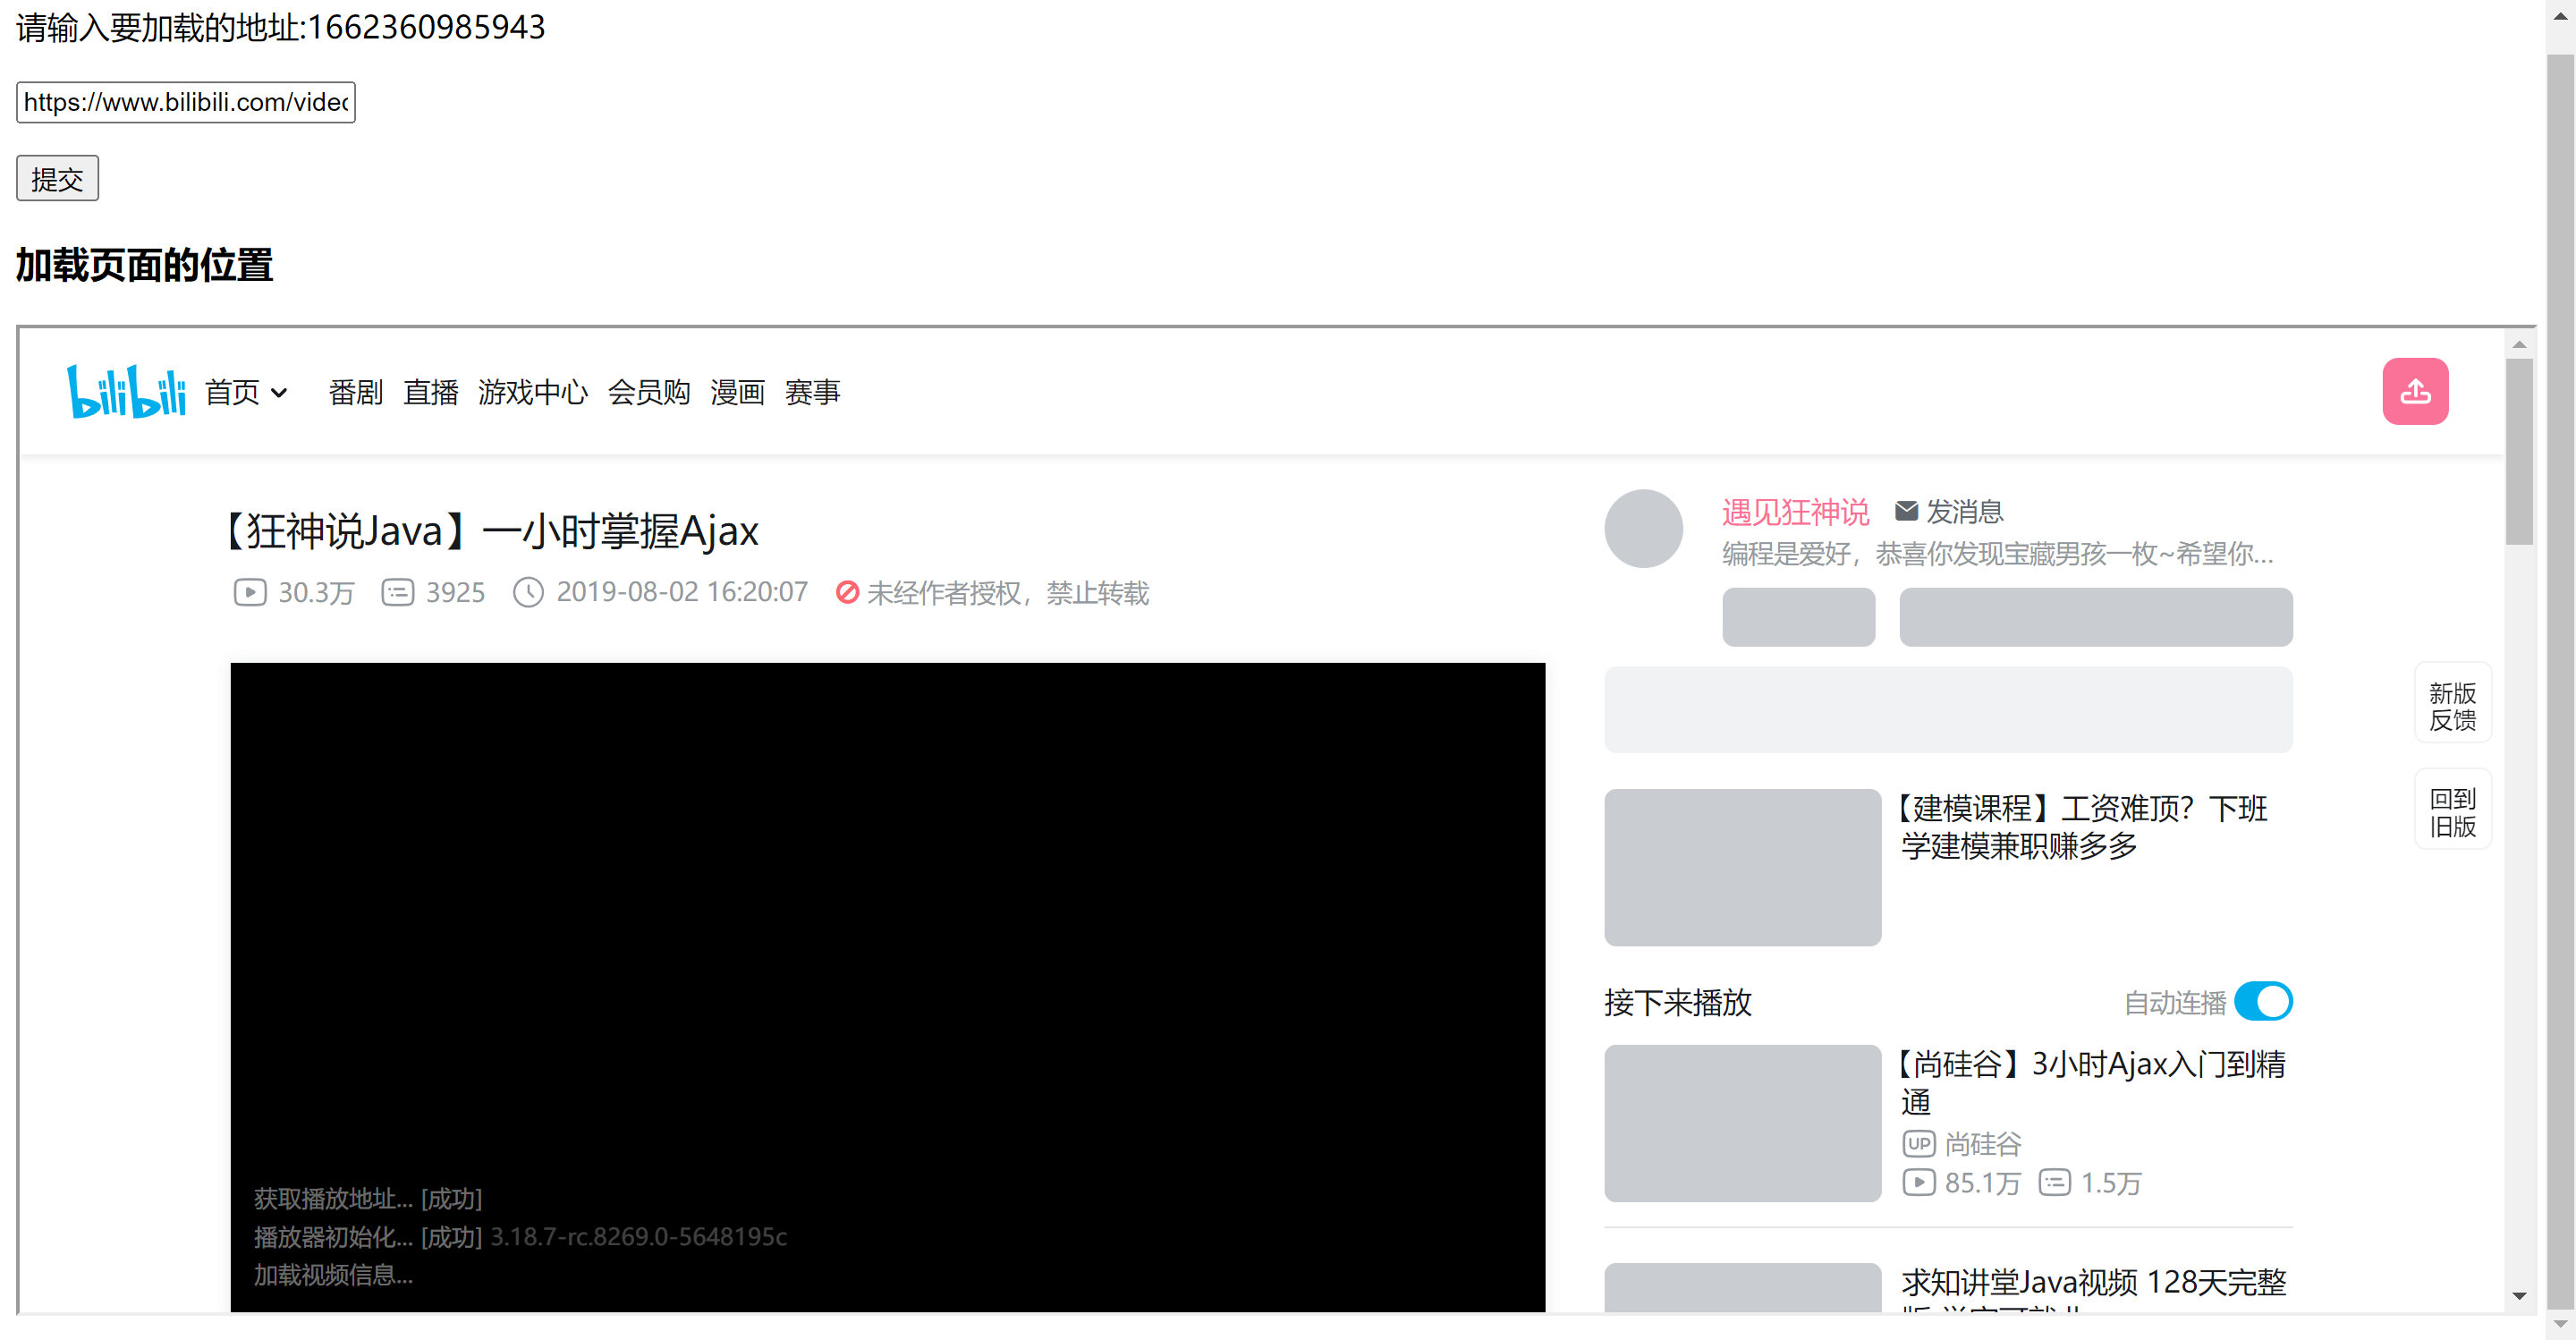 请输入要加载的地址:1662360985943
https://www.bilibili.com/video
提交
加载页面的位置
bilibili 首页 番剧 直播 游戏中心 会员购 漫画 赛事
【狂神说Java】一小时掌握Ajax
30.3万 3925 2019-08-02 16:20:07 未经作者授权，禁止转载
遇见狂神说 发消息
编程是爱好，恭喜你发现宝藏男孩一枚~希望你...
新版
反馈
回到
旧版
【建模课程】工资难顶？下班
学建模兼职赚多多
接下来播放 自动连播
【尚硅谷】3小时Ajax入门到精
通
UP 尚硅谷
85.1万 1.5万
求知讲堂Java视频 128天完整
获取播放地址... [成功]
播放器初始化... [成功] 3.18.7-rc.8269.0-5648195c
加载视频信息...